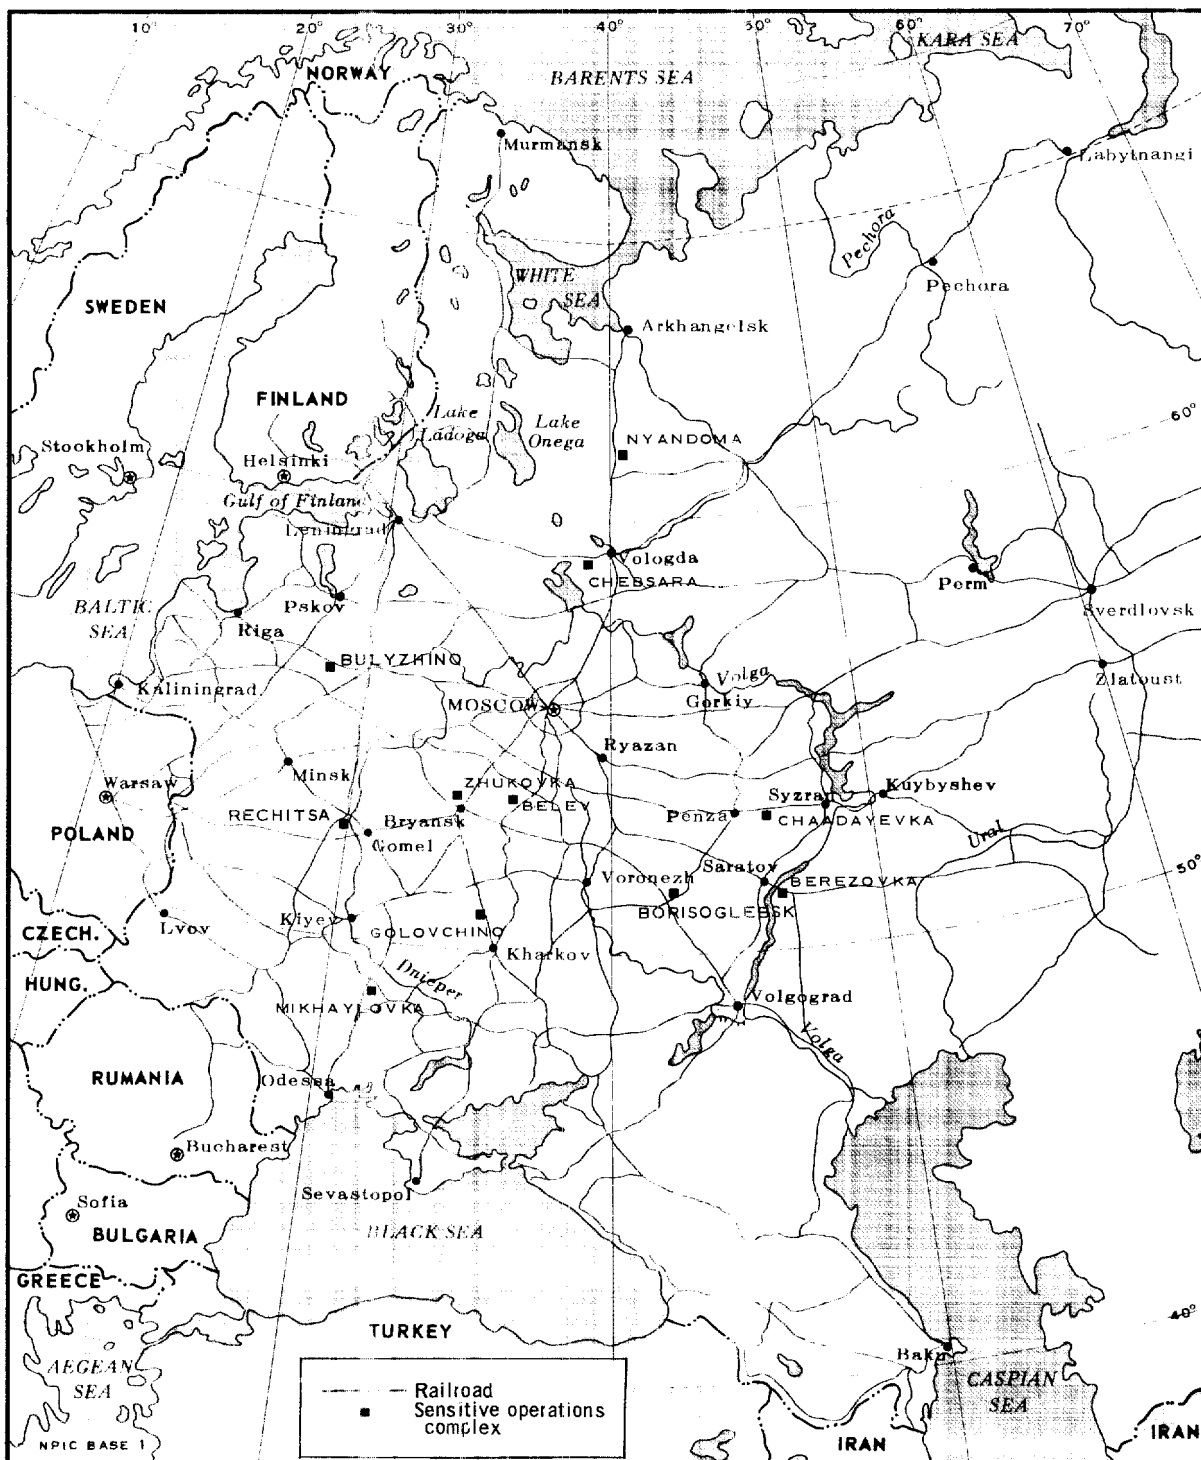 10°
20°
30°
40°
50°
60°
70°
KARA SEA
NORWAY
BARENTS SEA
Murmansk
Labytnangi
Pechora
Pechora
WHITE
SEA
SWEDEN
Arkhangelsk
FINLAND
Lake
Ladoga
Lake
Onega
60°
NYANDOMA
Stockholm
Helsinki
Gulf of Finland
Leningrad
Vologda
CHEBSARA
Perm
Sverdlovsk
BALTIC
SEA
Pskov
Riga
BULYZHINO
Volga
Gorkiy
Zlatoust
Kaliningrad
MOSCOW
Ryazan
Minsk
Warsaw
ZHUKOVKA
BELEV
Syzran
Kuybyshev
RECHITSA
Bryansk
Penza
CHAADAYEVKA
POLAND
Gomel
Ural
50°
Saratov
Voronezh
BEREZOVKA
BORISOGLEBSK
Lvov
Kiyev
GOLOVCHINO
CZECH.
Kharkov
HUNG.
Dnieper
MIKHAYLOVKA
Volgograd
Volga
RUMANIA
Odessa
Bucharest
Sevastopol
Sofia
BLACK SEA
BULGARIA
GREECE
40°
TURKEY
Baku
AEGEAN
SEA
CASPIAN
SEA
Railroad
Sensitive operations
complex
NPIC BASE 1
IRAN
IRAN